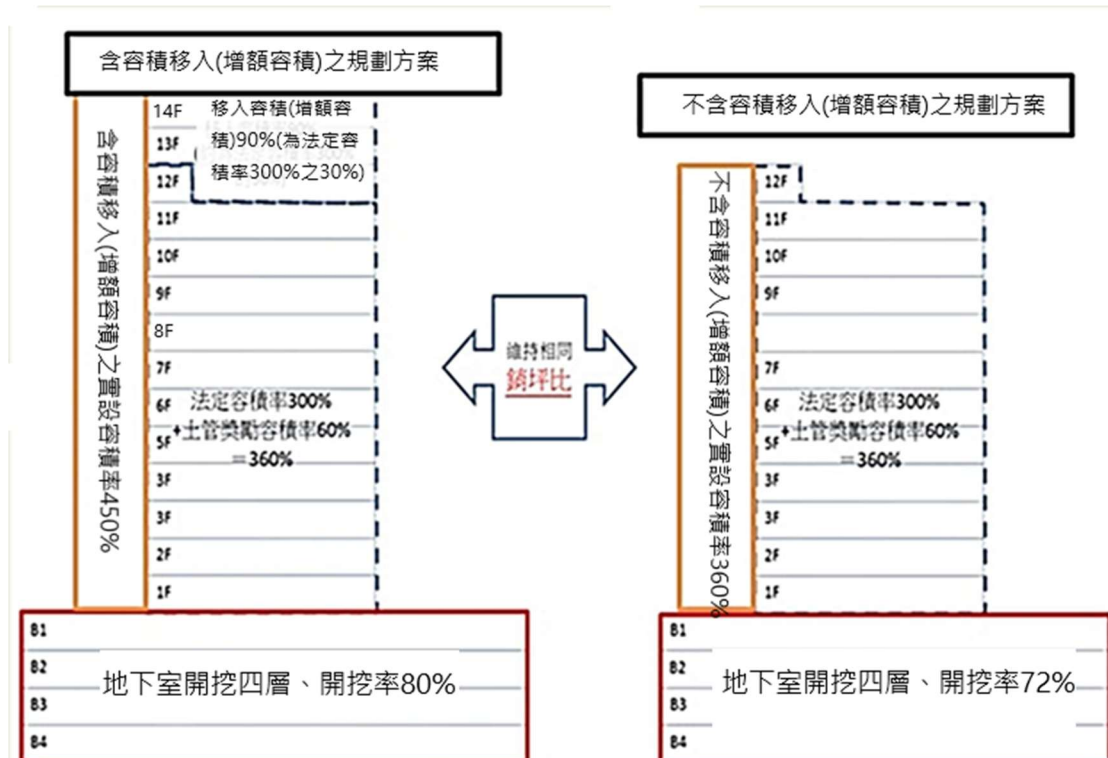 含容積移入(增額容積)之規劃方案
含容積移入(增額容積)之實設容積率450%
14F
移入容積(增額容
13F
積)90%(為法定容
12F
積率300%之30%)
11F
10F
9F
8F
7F
6F
法定容積率300%
5F
+土管獎勵容積率60%
=360%
3F
3F
2F
1F
B1
B2
地下室開挖四層、開挖率80%
B3
B4
維持相同
銷坪比
不含容積移入(增額容積)之規劃方案
不含容積移入(增額容積)之實設容積率360%
12F
11F
10F
9F
7F
6F
法定容積率300%
5F
+土管獎勵容積率60%
=360%
3F
3F
2F
1F
B1
B2
地下室開挖四層、開挖率72%
B3
B4